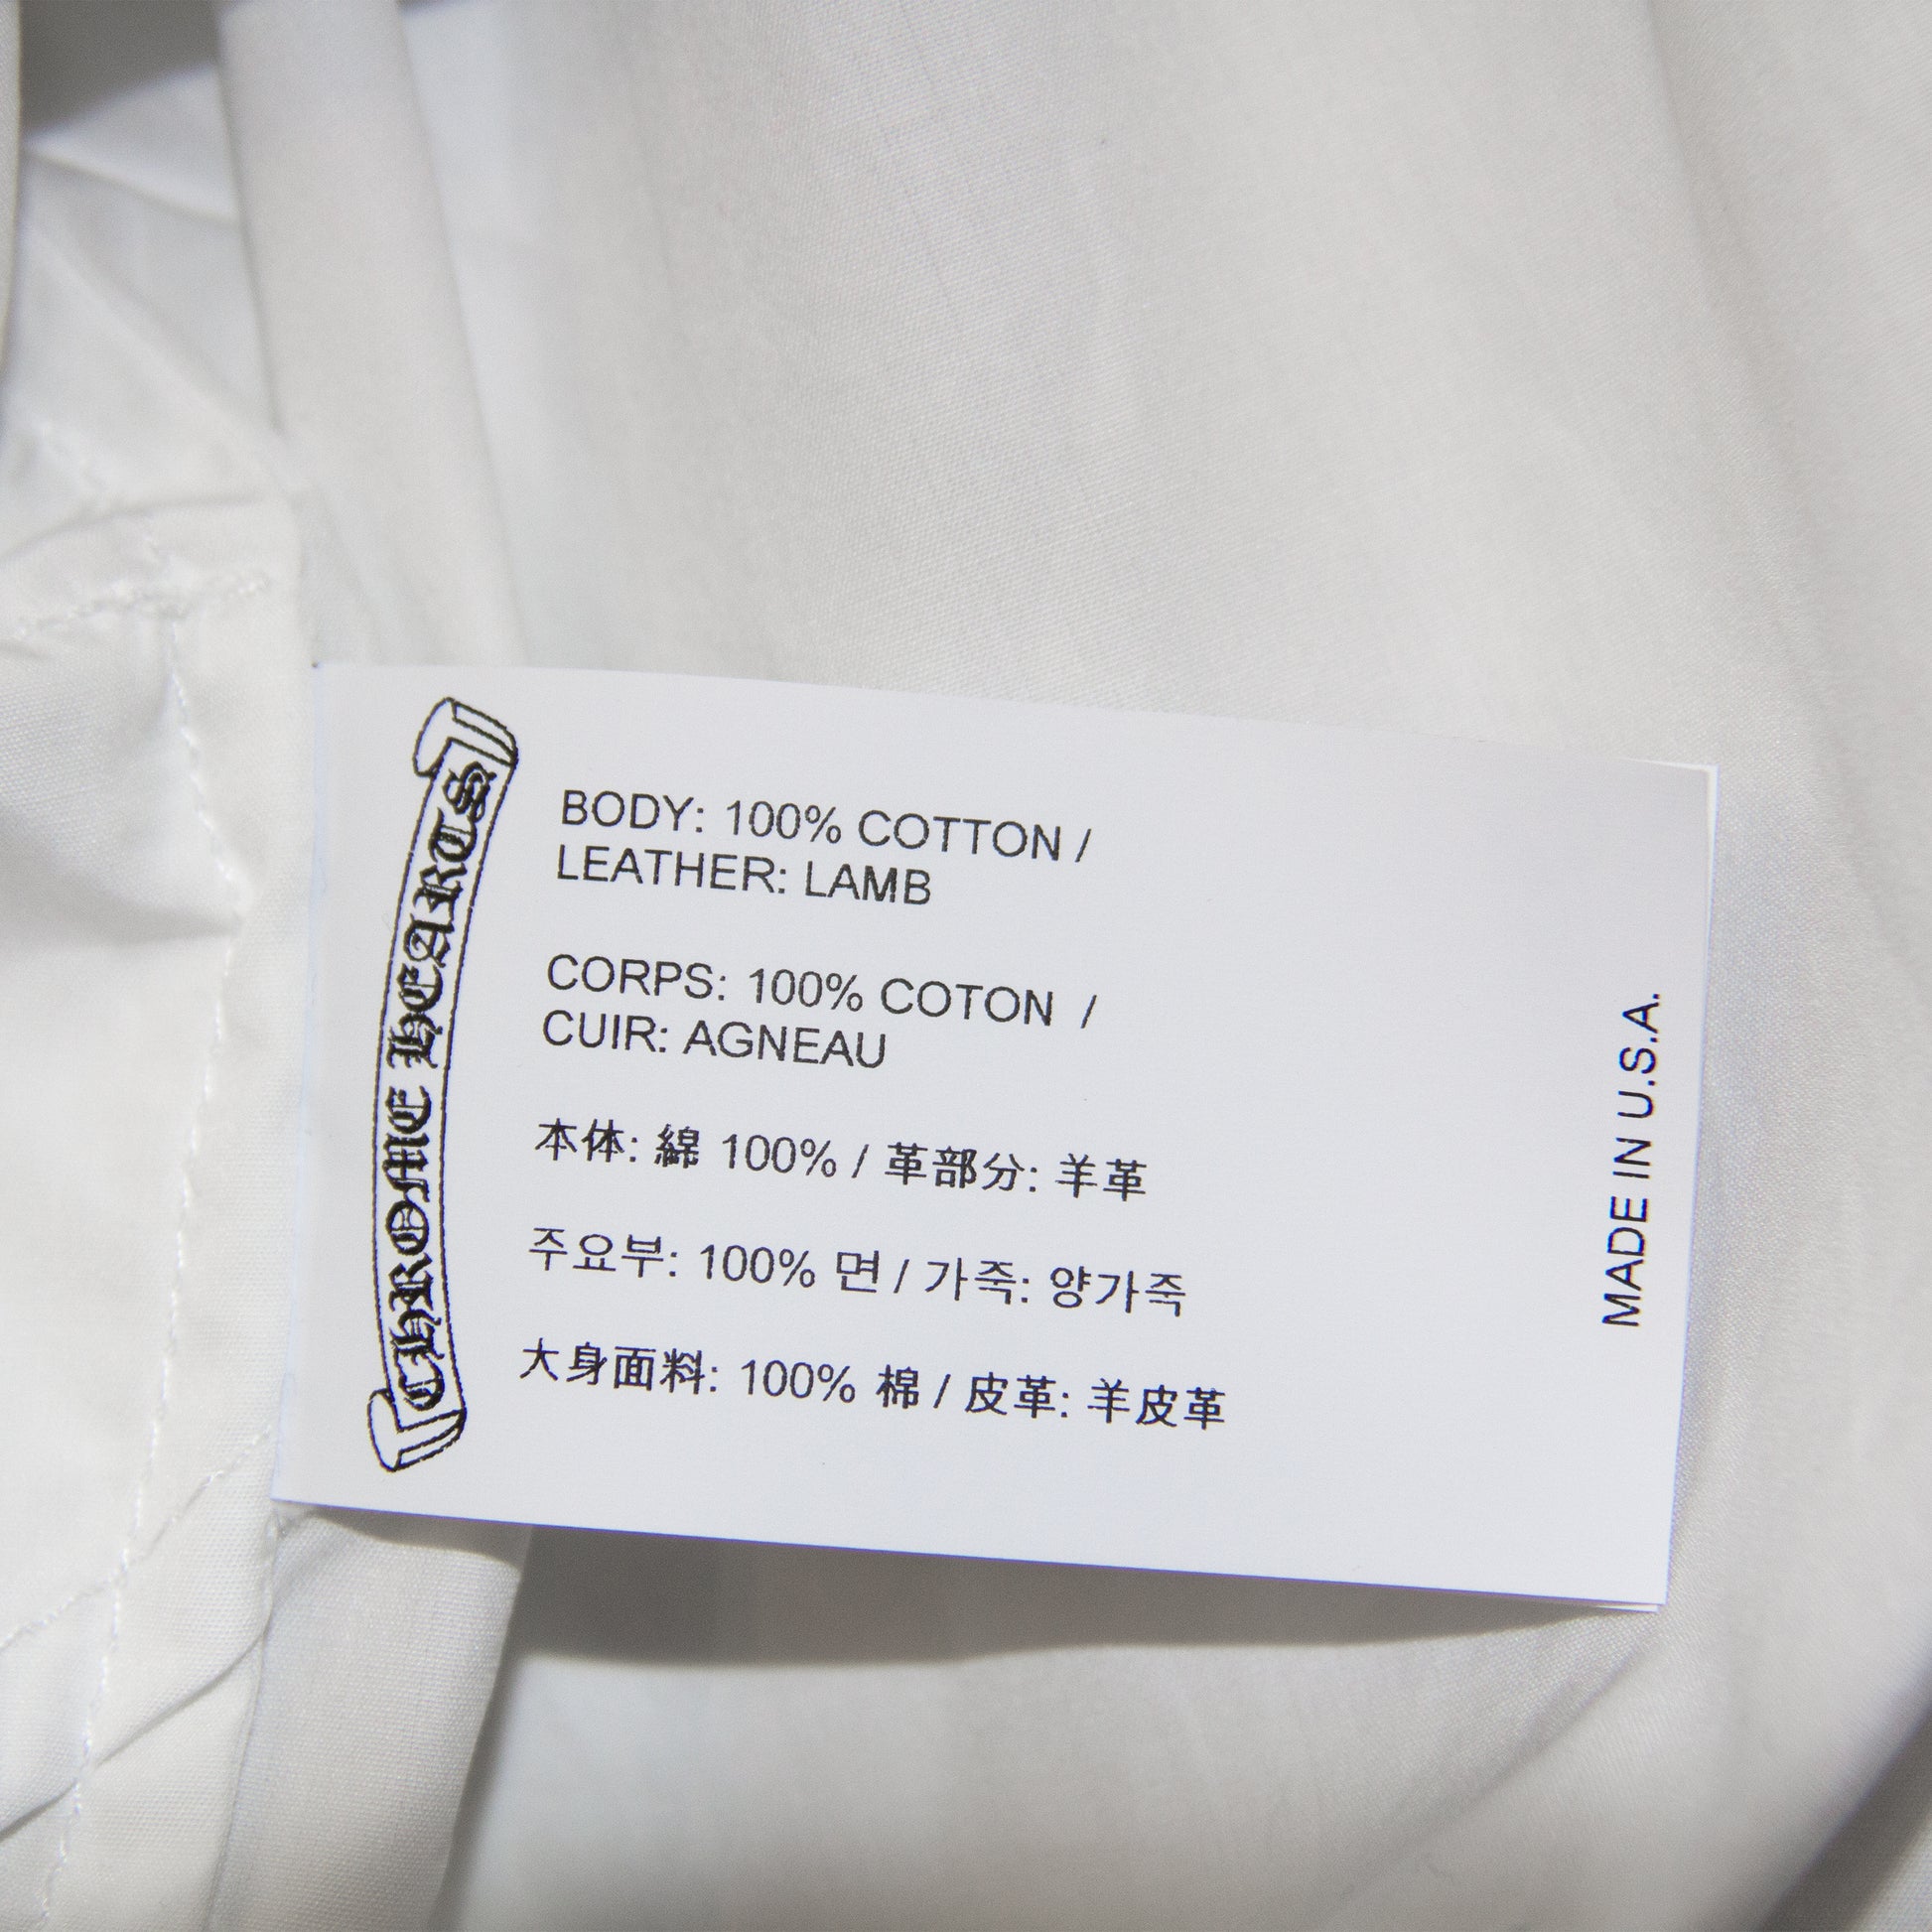 CHROME HEARTS
BODY: 100% COTTON /
LEATHER: LAMB
CORPS: 100% COTON /
CUIR: AGNEAU
本体: 綿 100% / 革部分: 羊革
주요부: 100% 면 / 가죽: 양가죽
大身面料: 100% 棉 / 皮革: 羊皮革
MADE IN U.S.A.